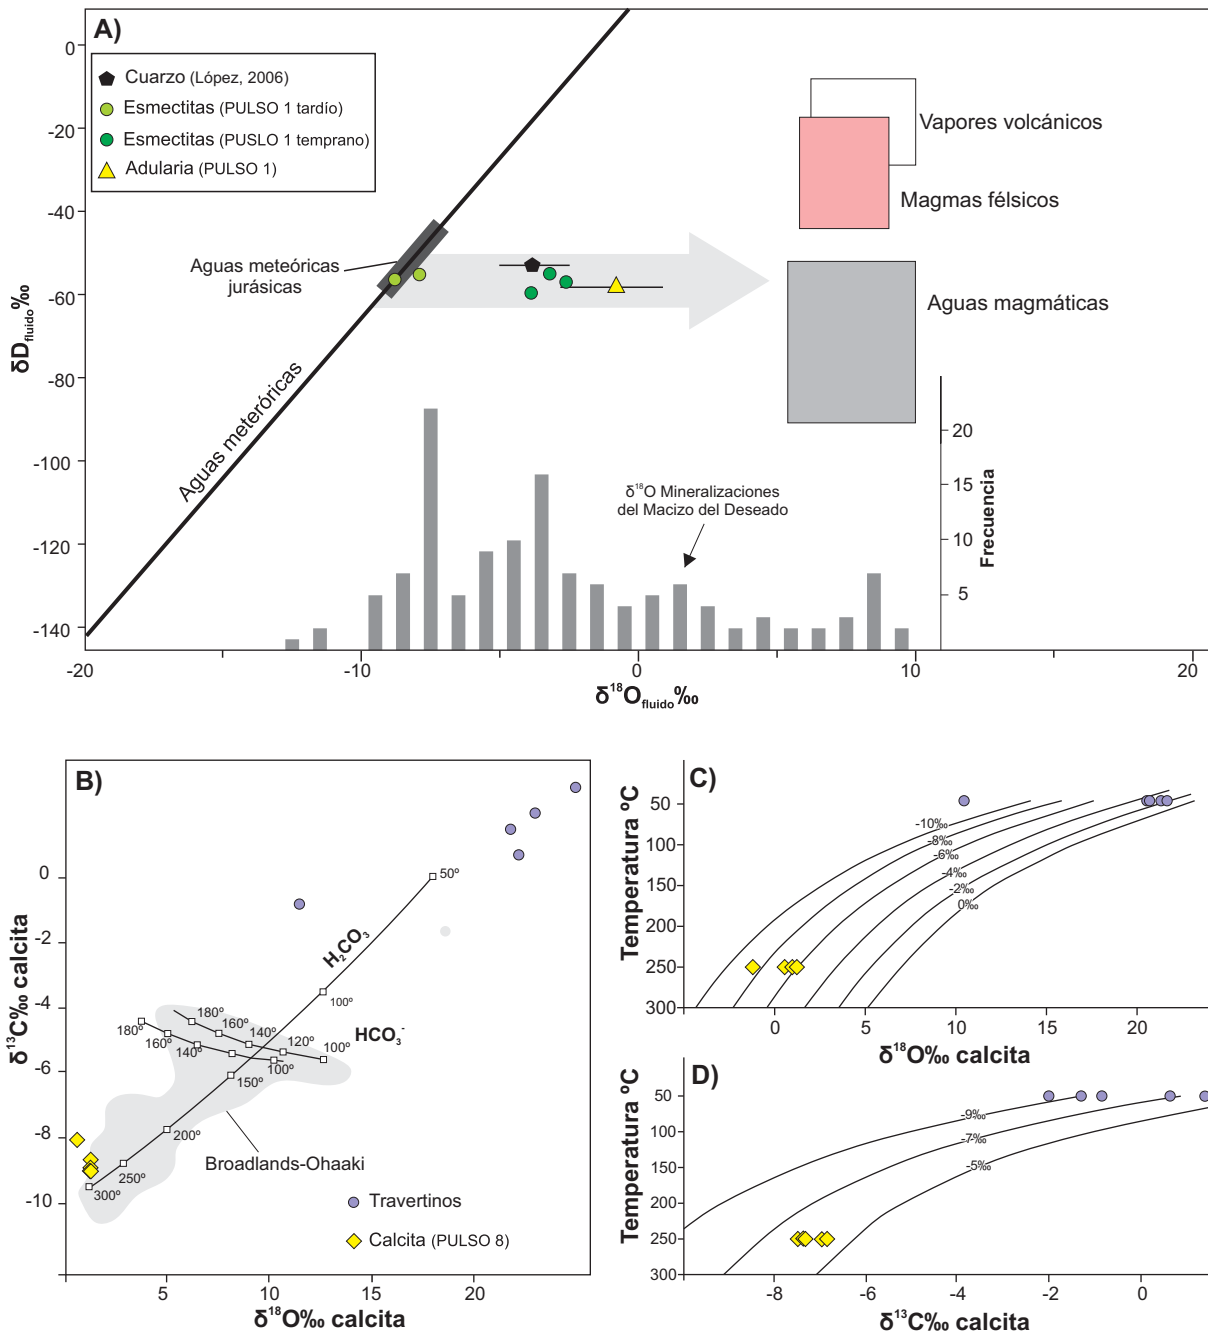 A)
Cuarzo (López, 2006)
Esmectitas (PULSO 1 tardío)
Esmectitas (PUSLO 1 temprano)
Adularia (PULSO 1)
0
-20
-40
-60
-80
-100
-120
-140
δDfluido‰
Vapores volcánicos
Magmas félsicos
Aguas magmáticas
Aguas meteóricas
jurásicas
Aguas meteróricas
δ¹⁸O Mineralizaciones
del Macizo del Deseado
20
15
10
5
Frecuencia
-20
-10
0
10
20
δ¹⁸Ofluido‰
B)
0
-2
-4
-6
-8
-10
δ¹³C‰ calcita
50º
H₂CO₃
100º
HCO₃⁻
180º
160º
140º
120º
100º
180º
160º
140º
100º
150º
200º
250º
300º
Broadlands-Ohaaki
Travertinos
Calcita (PULSO 8)
5
10
15
20
δ¹⁸O‰ calcita
C)
Temperatura ºC
50
100
150
200
250
300
-10‰
-8‰
-6‰
-4‰
-2‰
0‰
0
5
10
15
20
δ¹⁸O‰ calcita
D)
Temperatura ºC
50
100
150
200
250
300
-9‰
-7‰
-5‰
-8
-6
-4
-2
0
δ¹³C‰ calcita